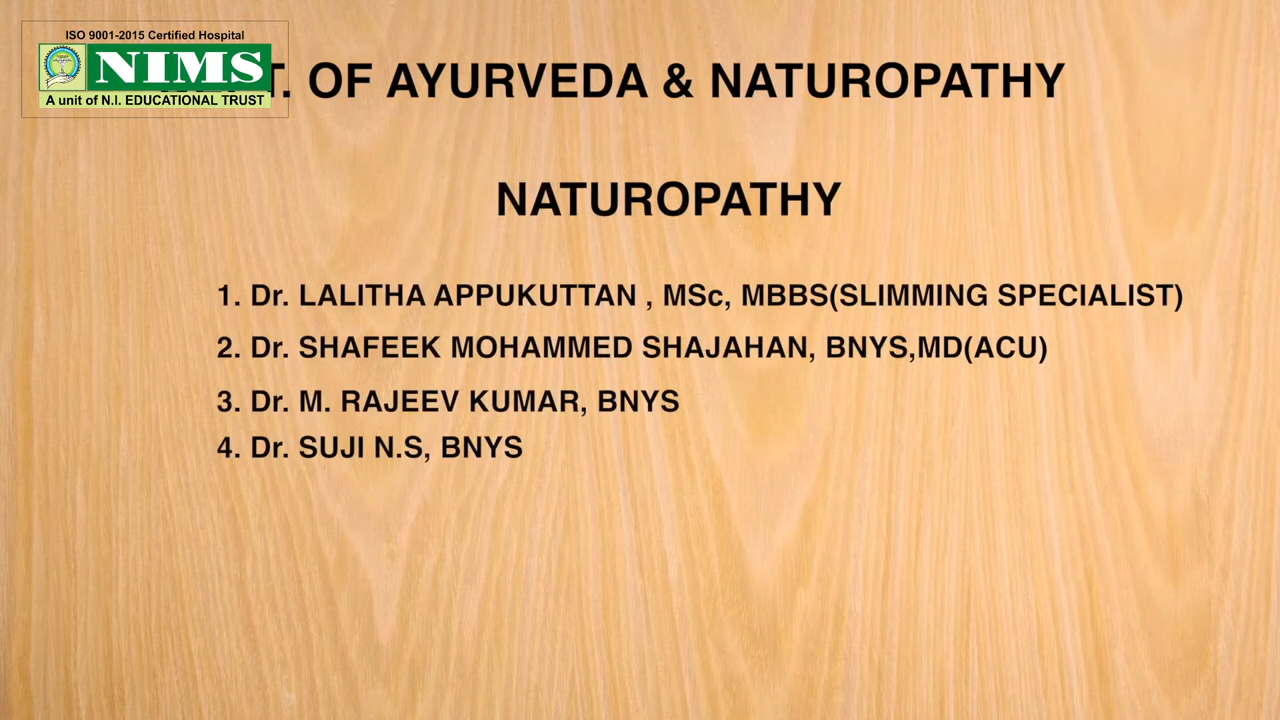 ISO 9001-2015 Certified Hospital
NIMS
A unit of N.I. EDUCATIONAL TRUST
OF AYURVEDA & NATUROPATHY
NATUROPATHY
1. Dr. LALITHA APPUKUTTAN , MSc, MBBS(SLIMMING SPECIALIST)
2. Dr. SHAFEEK MOHAMMED SHAJAHAN, BNYS,MD(ACU)
3. Dr. M. RAJEEV KUMAR, BNYS
4. Dr. SUJI N.S, BNYS